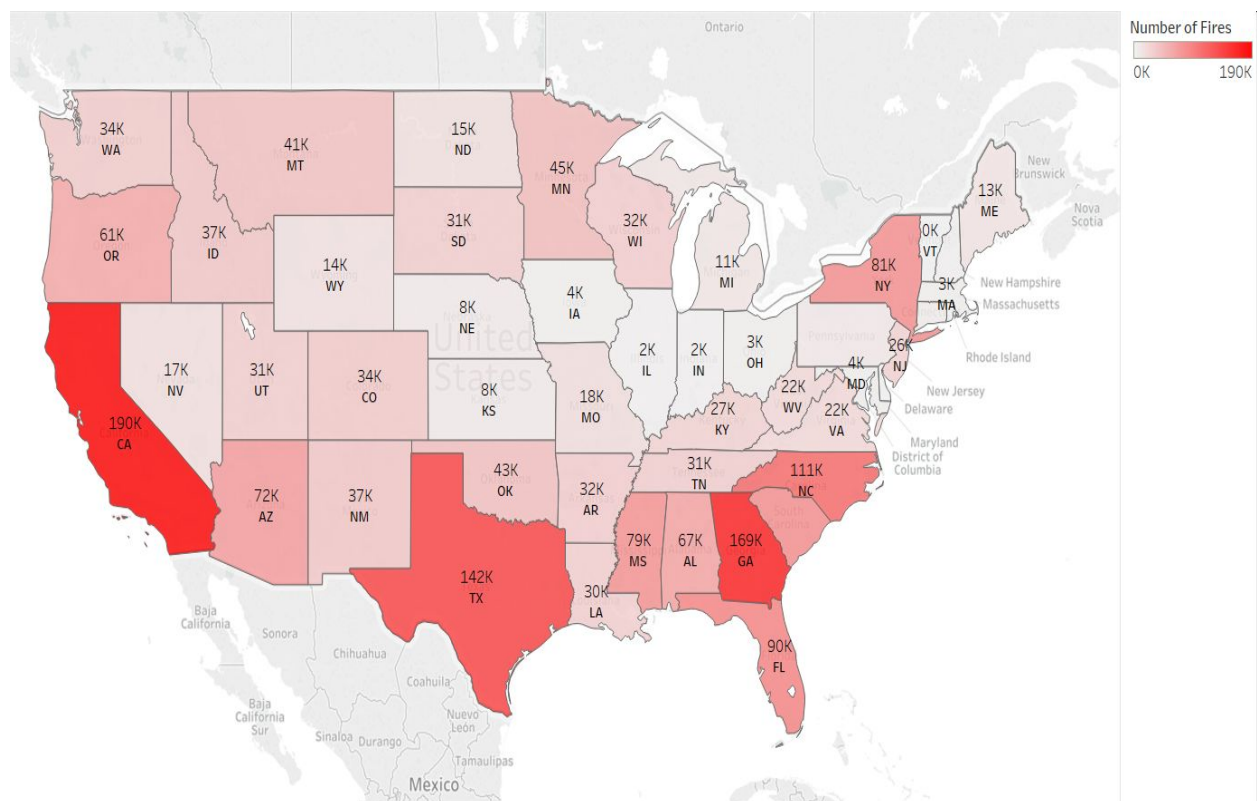 Ontario
Number of Fires
0K
190K
34K
WA
41K
MT
15K
ND
45K
MN
New
Brunswick
Nova
Scotia
13K
ME
61K
OR
37K
ID
31K
SD
32K
WI
11K
MI
81K
NY
0K
VT
14K
WY
New Hampshire
3K
MA
Massachusetts
4K
IA
8K
NE
United
States
Pennsylvania
Rhode Island
17K
NV
31K
UT
34K
CO
8K
KS
18K
MO
2K
IL
2K
IN
3K
OH
4K
MD
26K
NJ
New Jersey
Delaware
22K
WV
22K
VA
27K
KY
Maryland
District of
Columbia
190K
CA
72K
AZ
37K
NM
43K
OK
32K
AR
31K
TN
111K
NC
South
Carolina
79K
MS
67K
AL
169K
GA
142K
TX
30K
LA
90K
FL
Baja
California
Sonora
Chihuahua
Coahuila
Baja
California
Sur
Sinaloa
Durango
Nuevo
León
Tamaulipas
Mexico